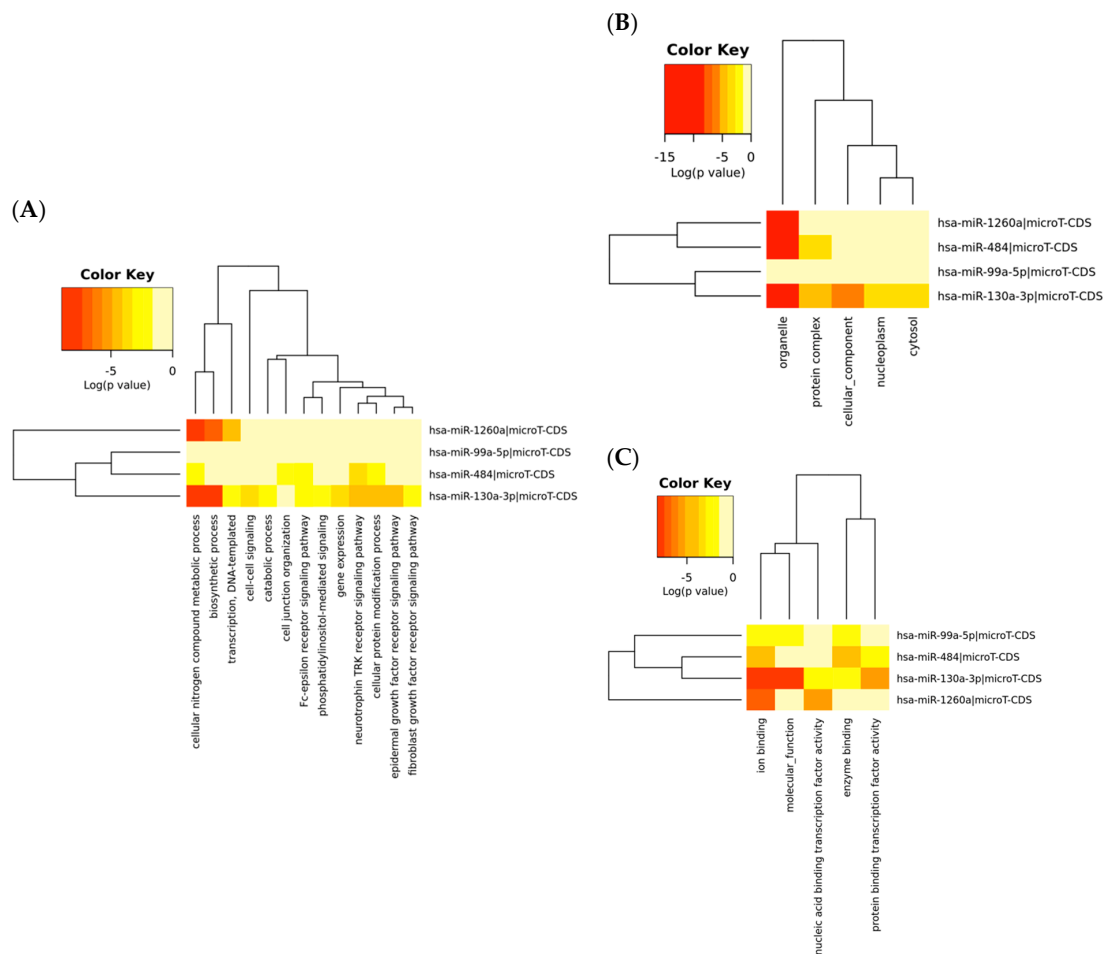 (A)
Color Key
-5
0
Log(p value)
hsa-miR-1260a|microT-CDS
hsa-miR-99a-5p|microT-CDS
hsa-miR-484|microT-CDS
hsa-miR-130a-3p|microT-CDS
cellular nitrogen compound metabolic process
biosynthetic process
transcription, DNA-templated
cell-cell signaling
catabolic process
cell junction organization
Fc-epsilon receptor signaling pathway
phosphatidylinositol-mediated signaling
gene expression
neurotrophin TRK receptor signaling pathway
cellular protein modification process
epidermal growth factor receptor signaling pathway
fibroblast growth factor receptor signaling pathway
(B)
Color Key
-15
-5
0
Log(p value)
hsa-miR-1260a|microT-CDS
hsa-miR-484|microT-CDS
hsa-miR-99a-5p|microT-CDS
hsa-miR-130a-3p|microT-CDS
organelle
protein complex
cellular_component
nucleoplasm
cytosol
(C)
Color Key
-5
0
Log(p value)
hsa-miR-99a-5p|microT-CDS
hsa-miR-484|microT-CDS
hsa-miR-130a-3p|microT-CDS
hsa-miR-1260a|microT-CDS
ion binding
molecular_function
nucleic acid binding transcription factor activity
enzyme binding
protein binding transcription factor activity